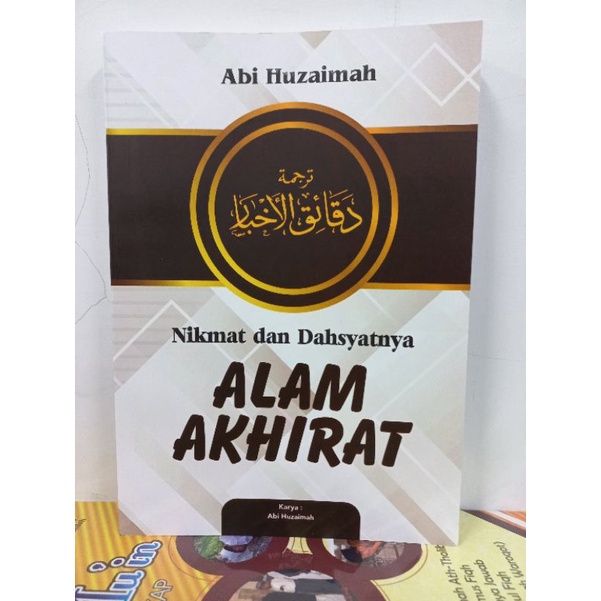 Abi Huzaimah
ترجمة
دقائق الأخبار
Nikmat dan Dahsyatnya
ALAM
AKHIRAT
Karya :
Abi Huzaimah